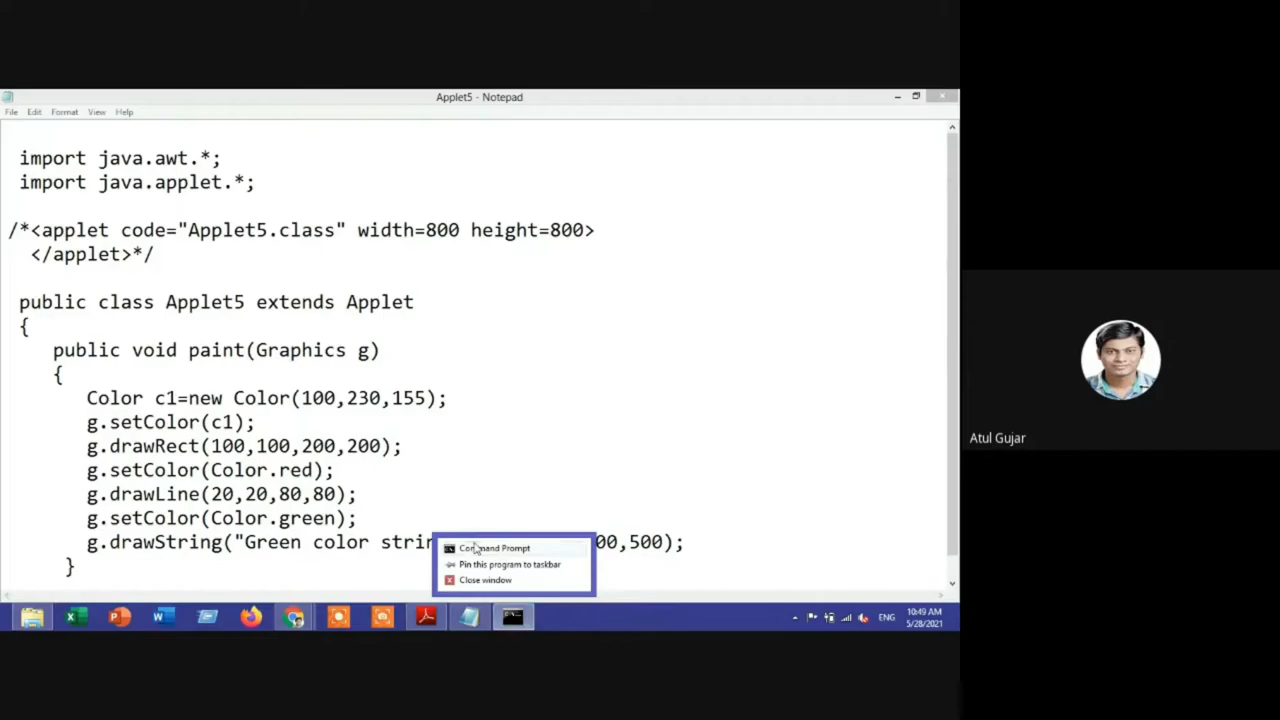 Applet5 - Notepad
File Edit Format View Help
import java.awt.*;
import java.applet.*;
/*<applet code="Applet5.class" width=800 height=800>
</applet>*/
public class Applet5 extends Applet
{
public void paint(Graphics g)
{
Color c1=new Color(100,230,155);
g.setColor(c1);
g.drawRect(100,100,200,200);
g.setColor(Color.red);
g.drawLine(20,20,80,80);
g.setColor(Color.green);
g.drawString("Green color 00,500);
}
Command Prompt
Pin this program to taskbar
Close window
Atul Gujar
ENG
10:49 AM
5/28/2021